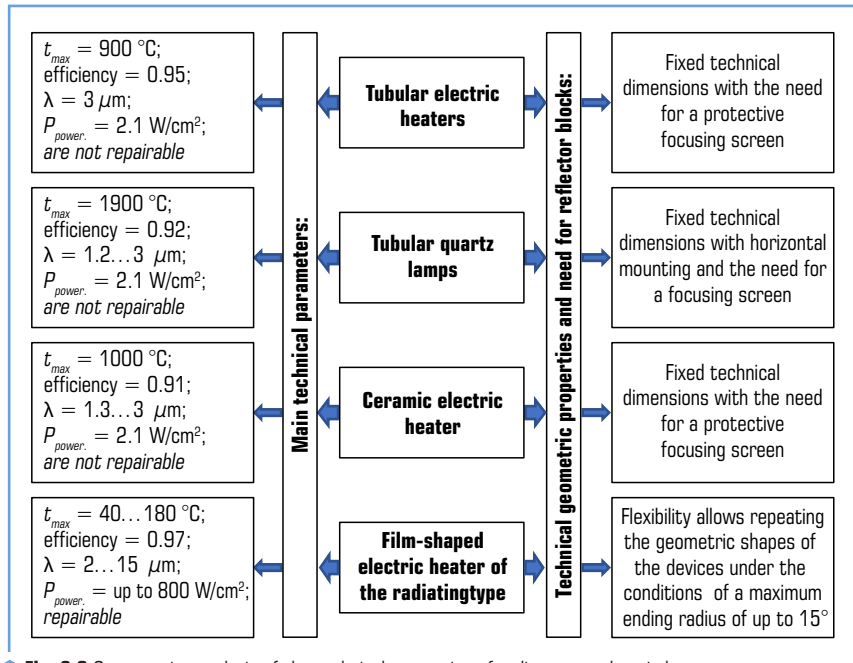 t_max = 900 °C;
efficiency = 0.95;
λ = 3 μm;
P_power. = 2.1 W/cm²;
are not repairable
Tubular electric
heaters
Fixed technical
dimensions with the need
for a protective
focusing screen
t_max = 1900 °C;
efficiency = 0.92;
λ = 1.2...3 μm;
P_power. = 2.1 W/cm²;
are not repairable
Tubular quartz
lamps
Fixed technical
dimensions with horizontal
mounting and the need for
a focusing screen
Main technical parameters:
Technical geometric properties and need for reflector blocks:
t_max = 1000 °C;
efficiency = 0.91;
λ = 1.3...3 μm;
P_power. = 2.1 W/cm²;
are not repairable
Ceramic electric
heater
Fixed technical
dimensions with the need
for a protective
focusing screen
t_max = 40...180 °C;
efficiency = 0.97;
λ = 2...15 μm;
P_power. = up to 800 W/cm²;
repairable
Film-shaped
electric heater of
the radiatingtype
Flexibility allows repeating
the geometric shapes of
the devices under the
conditions of a maximum
ending radius of up to 15°